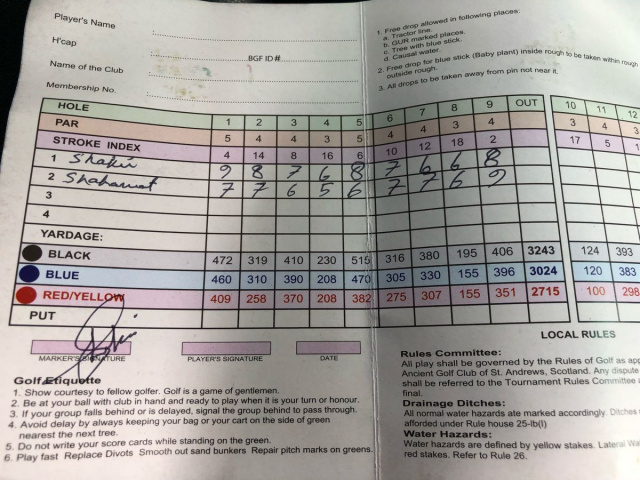 Player's Name
H'cap BGF ID#
Name of the Club
Membership No.
1. Free drop allowed in following places:
a. Tractor line.
b. GUR marked places.
c. Tree with blue stick.
d. Causal water.
2. Free drop for blue stick (Baby plant) inside rough to be taken within rough
outside rough.
3. All drops to be taken away from pin not near it.
HOLE 1 2 3 4 5 6 7 8 9 OUT 10 11 12
PAR 5 4 4 3 5 4 4 3 4 3 4
STROKE INDEX 4 14 8 16 6 10 12 18 2 17 5
1 Shakir 9 8 7 6 8 7 6 6 8
2 Shahamat 7 7 6 5 6 7 7 6 9
3
4
YARDAGE:
BLACK 472 319 410 230 515 316 380 195 406 3243 124 393
BLUE 460 310 390 208 470 305 330 155 396 3024 120 383
RED/YELLOW 409 258 370 208 382 275 307 155 351 2715 100 298
PUT
MARKER'S SIGNATURE PLAYER'S SIGNATURE DATE
Golf Etiquette
1. Show courtesy to fellow golfer. Golf is a game of gentlemen.
2. Be at your ball with club in hand and ready to play when it is your turn or honour.
3. If your group falls behind or is delayed, signal the group behind to pass through.
4. Avoid delay by always keeping your bag or your cart on the side of green
nearest the next tree.
5. Do not write your score cards while standing on the green.
6. Play fast Replace Divots Smooth out sand bunkers Repair pitch marks on greens.
LOCAL RULES
Rules Committee:
All play shall be governed by the Rules of Golf as
Ancient Golf Club of St. Andrews, Scotland. Any dispute
shall be referred to the Tournament Rules Committee
final.
Drainage Ditches:
All normal water hazards ate marked accordingly. Ditches
afforded under Rule house 25-lb(l)
Water Hazards:
Water hazards are defined by yellow stakes. Lateral
red stakes. Refer to Rule 26.